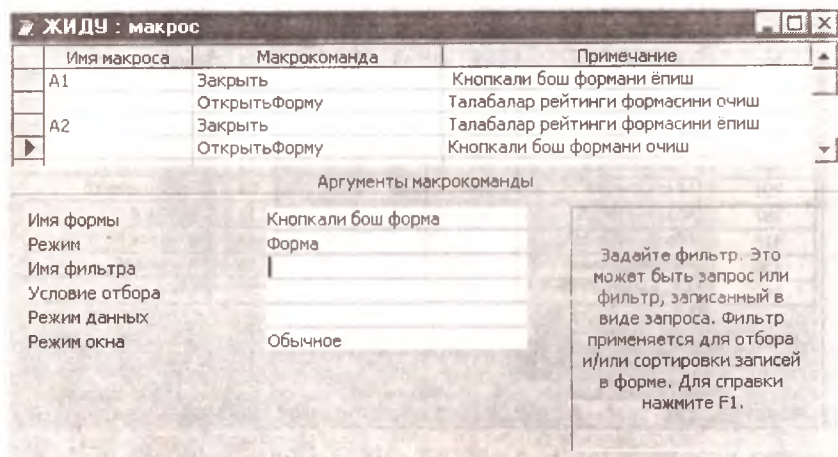 ЖИДУ : макрос
Имя макроса Макрокоманда Примечание
А1 Закрыть Кнопкали бош формани ёпиш
ОткрытьФорму Талабалар рейтинги формасини очиш
А2 Закрыть Талабалар рейтинги формасини ёпиш
ОткрытьФорму Кнопкали бош формани очиш
Аргументы макрокоманды
Имя формы Кнопкали бош форма
Режим Форма
Имя фильтра
Условие отбора
Режим данных
Режим окна Обычное
Задайте фильтр. Это
может быть запрос или
фильтр, записанный в
виде запроса. Фильтр
применяется для отбора
и/или сортировки записей
в форме. Для справки
нажмите F1.